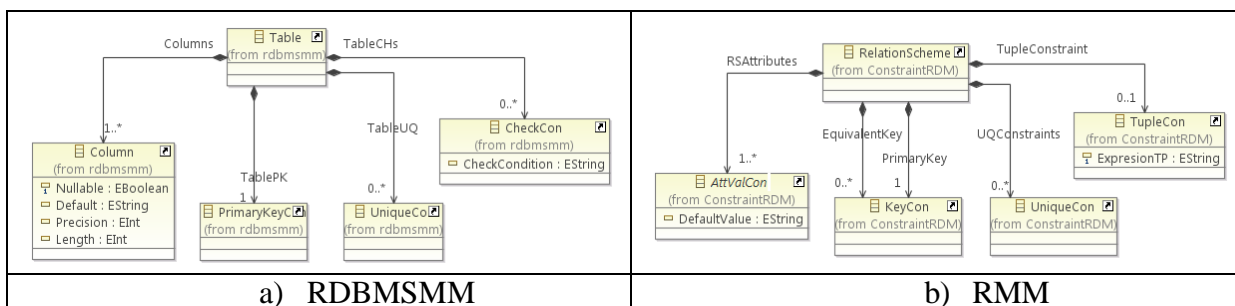 Table
(from rdbmsmm)
Columns
TableCHs
1..*
Column
(from rdbmsmm)
Nullable : EBoolean
Default : EString
Precision : EInt
Length : EInt
TablePK
1
PrimaryKeyC
(from rdbmsmm)
TableUQ
0..*
UniqueCo
(from rdbmsmm)
0..*
CheckCon
(from rdbmsmm)
CheckCondition : EString
a) RDBMSMM
RelationScheme
(from ConstraintRDM)
TupleConstraint
RSAttributes
0..1
TupleCon
(from ConstraintRDM)
ExpresionTP : EString
EquivalentKey
PrimaryKey
UQConstraints
1..*
AttValCon
(from ConstraintRDM)
DefaultValue : EString
0..*
1
KeyCon
(from ConstraintRDM)
0..*
UniqueCon
(from ConstraintRDM)
b) RMM